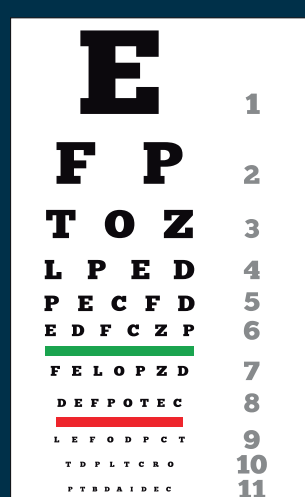 E 1
F P 2
T O Z 3
L P E D 4
P E C F D 5
E D F C Z P 6
F E L O P Z D 7
D E F P O T E C 8
L E F O D P C T 9
T D P L T C R O 10
P T B D A I D E C 11